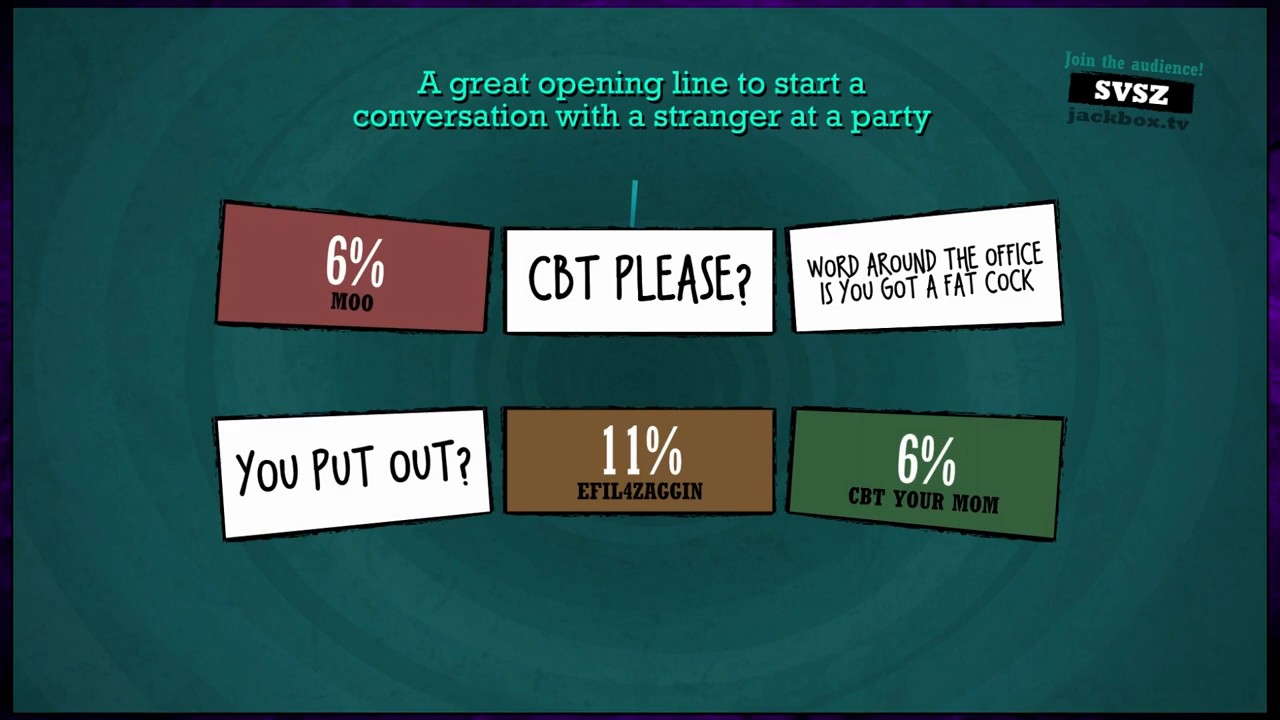 A great opening line to start a
conversation with a stranger at a party
Join the audience!
SVSZ
jackbox.tv
6%
MOO
CBT PLEASE?
WORD AROUND THE OFFICE
IS YOU GOT A FAT COCK
YOU PUT OUT?
11%
EFIL4ZAGGIN
6%
CBT YOUR MOM